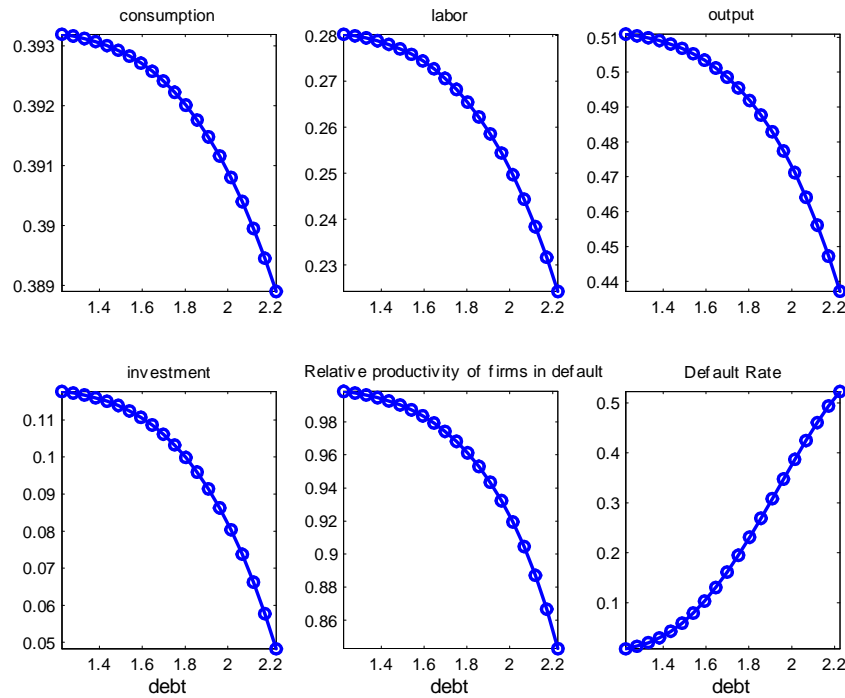 consumption
labor
output
0.393
0.392
0.391
0.39
0.389
1.4 1.6 1.8 2 2.2
0.28
0.27
0.26
0.25
0.24
0.23
1.4 1.6 1.8 2 2.2
0.51
0.5
0.49
0.48
0.47
0.46
0.45
0.44
1.4 1.6 1.8 2 2.2
investment
Relative productivity of firms in default
Default Rate
0.11
0.1
0.09
0.08
0.07
0.06
0.05
1.4 1.6 1.8 2 2.2
debt
0.98
0.96
0.94
0.92
0.9
0.88
0.86
1.4 1.6 1.8 2 2.2
debt
0.5
0.4
0.3
0.2
0.1
1.4 1.6 1.8 2 2.2
debt